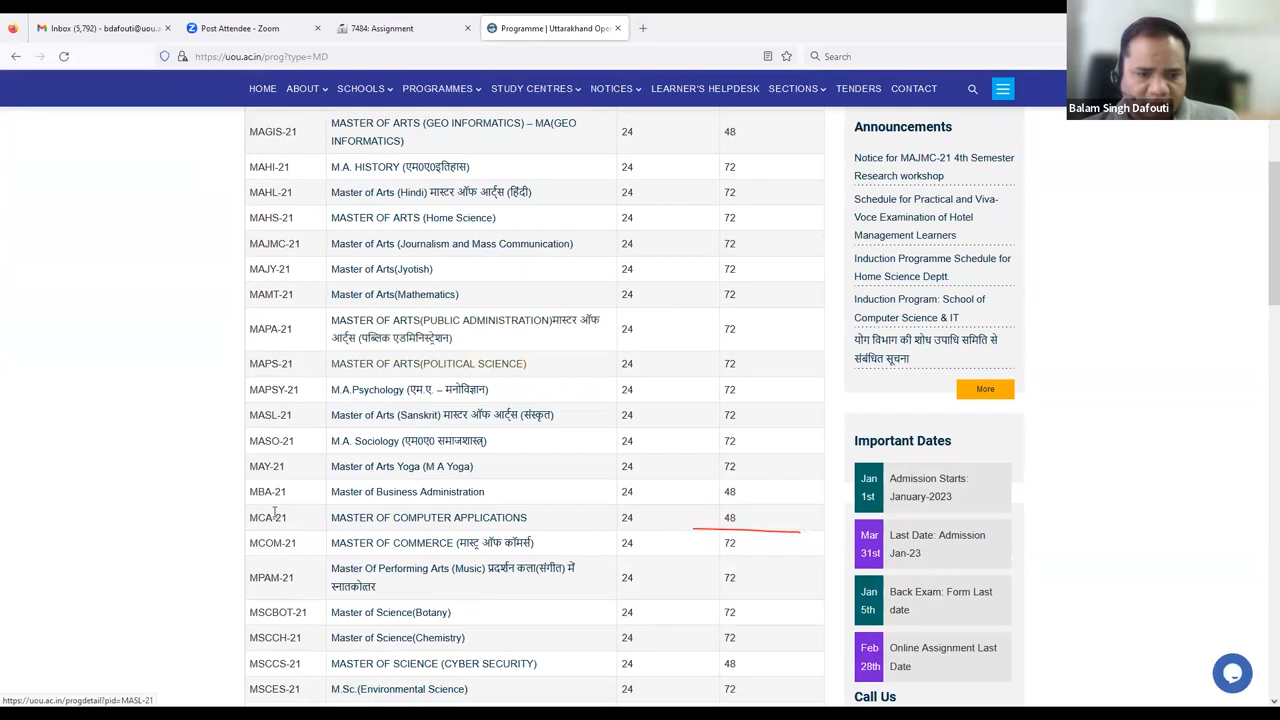 Inbox (5,792) - bdafouti@uou.
Post Attendee - Zoom
7484: Assignment
Programme | Uttarakhand Ope
https://uou.ac.in/prog?type=MD
Search
HOME ABOUT SCHOOLS PROGRAMMES STUDY CENTRES NOTICES LEARNER'S HELPDESK SECTIONS TENDERS CONTACT
Balam Singh Dafouti
MAGIS-21 MASTER OF ARTS (GEO INFORMATICS) – MA(GEO 24 48
INFORMATICS)
MAHI-21 M.A. HISTORY (एम0ए0इतिहास) 24 72
MAHL-21 Master of Arts (Hindi) मास्टर ऑफ आर्ट्स (हिंदी) 24 72
MAHS-21 MASTER OF ARTS (Home Science) 24 72
MAJMC-21 Master of Arts (Journalism and Mass Communication) 24 72
MAJY-21 Master of Arts(Jyotish) 24 72
MAMT-21 Master of Arts(Mathematics) 24 72
MAPA-21 MASTER OF ARTS(PUBLIC ADMINISTRATION)मास्टर ऑफ 24 72
आर्ट्स (पब्लिक एडमिनिस्ट्रेशन)
MAPS-21 MASTER OF ARTS(POLITICAL SCIENCE) 24 72
MAPSY-21 M.A.Psychology (एम.ए. – मनोविज्ञान) 24 72
MASL-21 Master of Arts (Sanskrit) मास्टर ऑफ आर्ट्स (संस्कृत) 24 72
MASO-21 M.A. Sociology (एम0ए0 समाजशास्त्र) 24 72
MAY-21 Master of Arts Yoga (M A Yoga) 24 72
MBA-21 Master of Business Administration 24 48
MCA-21 MASTER OF COMPUTER APPLICATIONS 24 48
MCOM-21 MASTER OF COMMERCE (मास्ट्र ऑफ कॉमर्स) 24 72
MPAM-21 Master Of Performing Arts (Music) प्रदर्शन कला(संगीत) में 24 72
स्नातकोत्तर
MSCBOT-21 Master of Science(Botany) 24 72
MSCCH-21 Master of Science(Chemistry) 24 72
MSCCS-21 MASTER OF SCIENCE (CYBER SECURITY) 24 48
MSCES-21 M.Sc.(Environmental Science) 24 72
Announcements
Notice for MAJMC-21 4th Semester
Research workshop
Schedule for Practical and Viva-
Voce Examination of Hotel
Management Learners
Induction Programme Schedule for
Home Science Deptt.
Induction Program: School of
Computer Science & IT
योग विभाग की शोध उपाधि समिति से
संबंधित सूचना
More
Important Dates
Jan 1st Admission Starts:
January-2023
Mar 31st Last Date: Admission
Jan-23
Jan 5th Back Exam: Form Last
date
Feb 28th Online Assignment Last
Date
Call Us
https://uou.ac.in/progdetail?pid=MASL-21